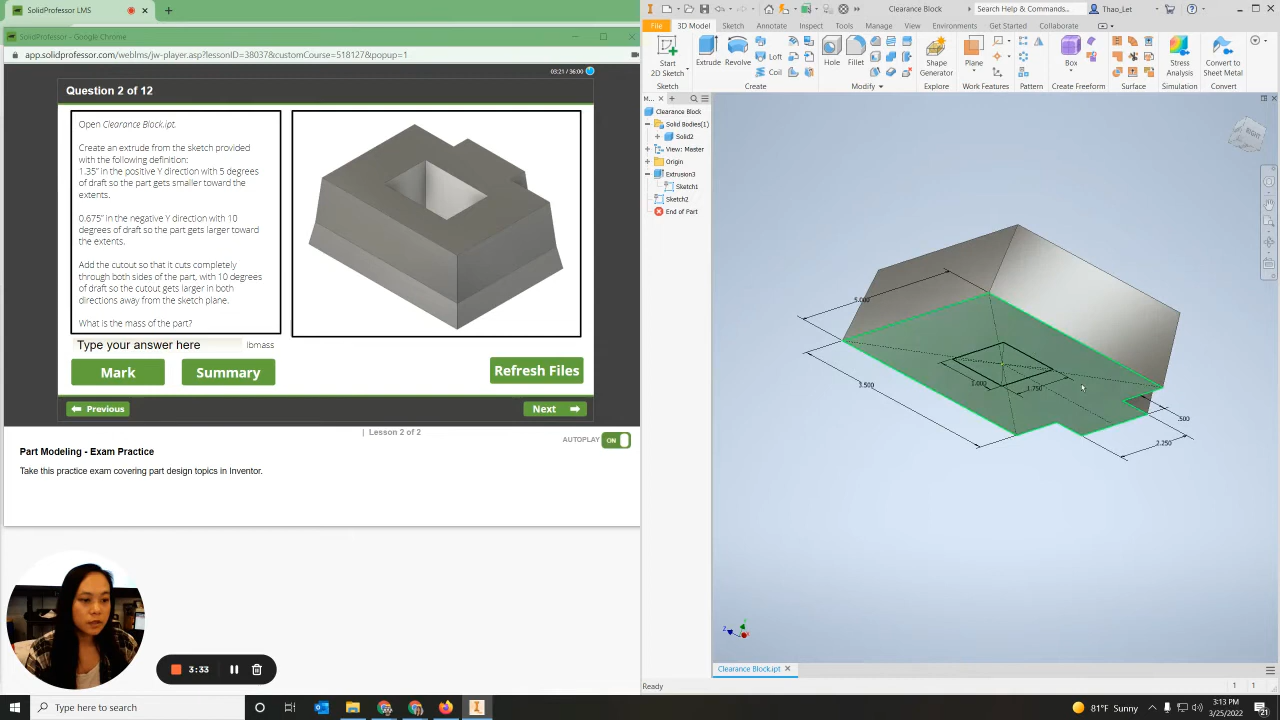 SolidProfessor LMS
SolidProfessor - Google Chrome
app.solidprofessor.com/weblms/jw-player.asp?lessonID=38037&customCourse=518127&popup=1
03:21 / 36:00
Question 2 of 12
Open Clearance Block.ipt.
Create an extrude from the sketch provided
with the following definition:
1.35" in the positive Y direction with 5 degrees
of draft so the part gets smaller toward the
extents.
0.675" in the negative Y direction with 10
degrees of draft so the part gets larger toward
the extents.
Add the cutout so that it cuts completely
through both sides of the part, with 10 degrees
of draft so the cutout gets larger in both
directions away from the sketch plane.
What is the mass of the part?
Type your answer here lbmass
Mark Summary Refresh Files
Previous Next
| Lesson 2 of 2
AUTOPLAY ON
Part Modeling - Exam Practice
Take this practice exam covering part design topics in Inventor.
3:33
Clearance Block
Search Help & Commands...
Thao_Let
File 3D Model Sketch Annotate Inspect Tools Manage View Environments Get Started Collaborate
Start
2D Sketch
Extrude Revolve Loft Coil
Hole Fillet
Shape
Generator
Plane
Box
Stress
Analysis
Convert to
Sheet Metal
Sketch Create Modify Explore Work Features Pattern Create Freeform Surface Simulation Convert
M...
Clearance Block
Solid Bodies(1)
Solid2
View: Master
Origin
Extrusion3
Sketch1
Sketch2
End of Part
RIGHT
5.000
3.500
1.000
1.750
.500
2.250
Y
Z
X
Clearance Block.ipt
Ready
1 1
Type here to search
81°F Sunny
3:13 PM
3/25/2022
21